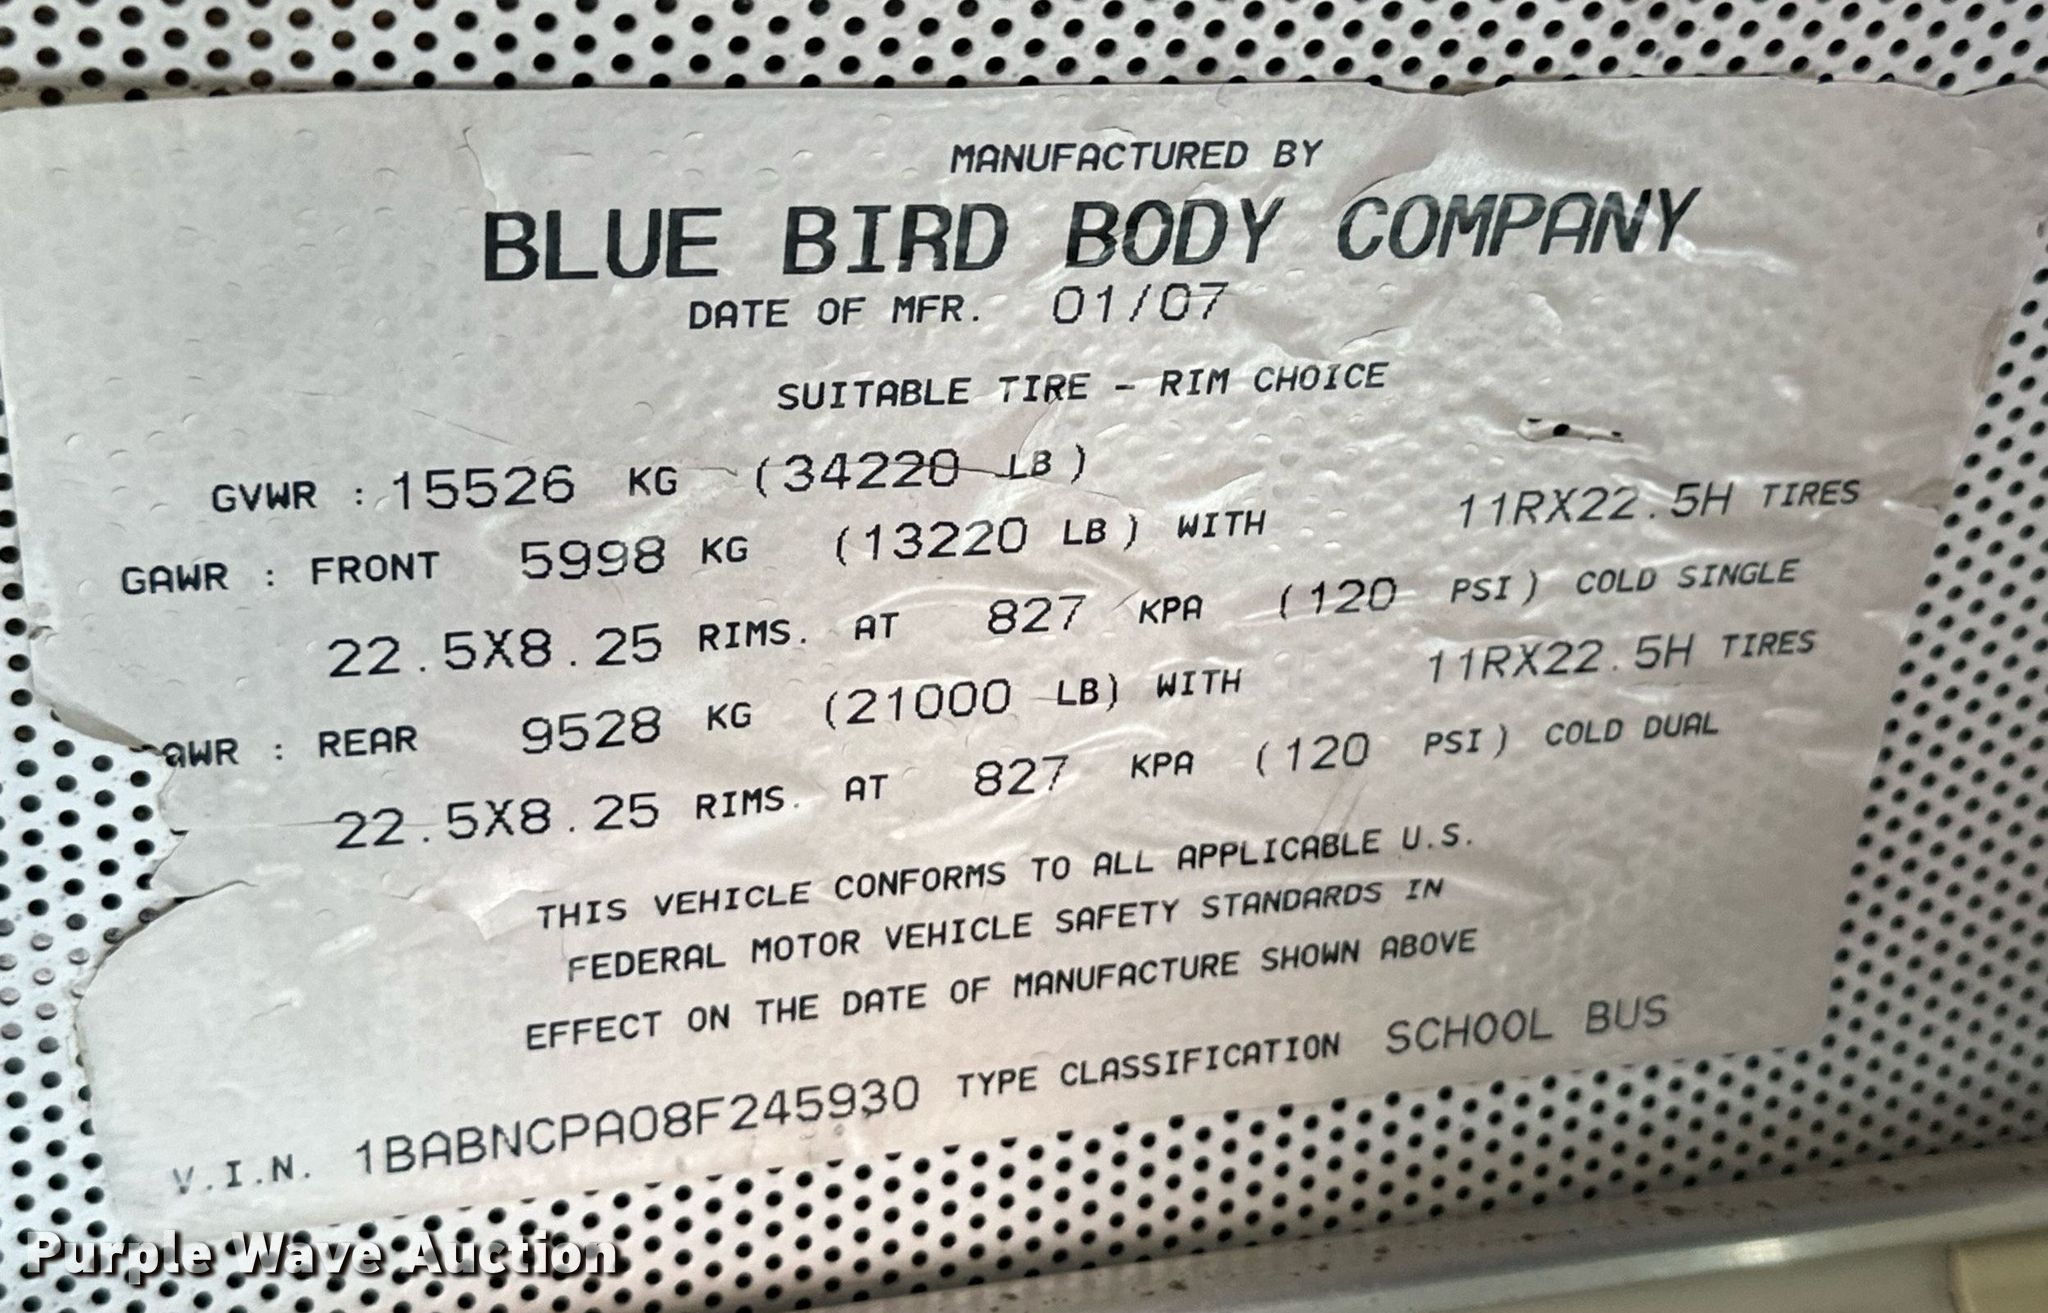 MANUFACTURED BY
BLUE BIRD BODY COMPANY
DATE OF MFR. 01/07
SUITABLE TIRE - RIM CHOICE
GVWR : 15526 KG (34220 LB)
GAWR : FRONT 5998 KG (13220 LB) WITH 11RX22.5H TIRES
22.5X8.25 RIMS. AT 827 KPA (120 PSI) COLD SINGLE
AWR : REAR 9528 KG (21000 LB) WITH 11RX22.5H TIRES
22.5X8.25 RIMS. AT 827 KPA (120 PSI) COLD DUAL
THIS VEHICLE CONFORMS TO ALL APPLICABLE U.S.
FEDERAL MOTOR VEHICLE SAFETY STANDARDS IN
EFFECT ON THE DATE OF MANUFACTURE SHOWN ABOVE
V.I.N. 1BABNCPA08F245930 TYPE CLASSIFICATION SCHOOL BUS
Purple Wave Auction